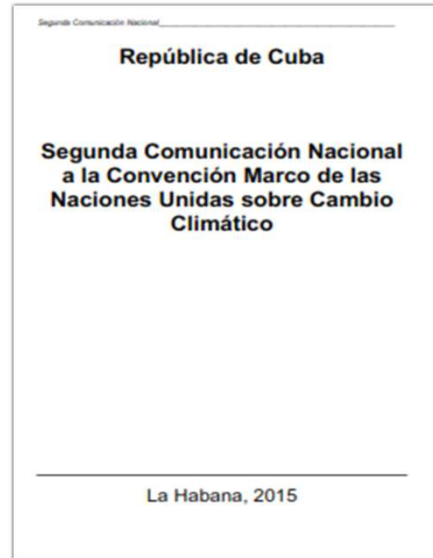 Segunda Comunicación Nacional
República de Cuba
Segunda Comunicación Nacional
a la Convención Marco de las
Naciones Unidas sobre Cambio
Climático
La Habana, 2015